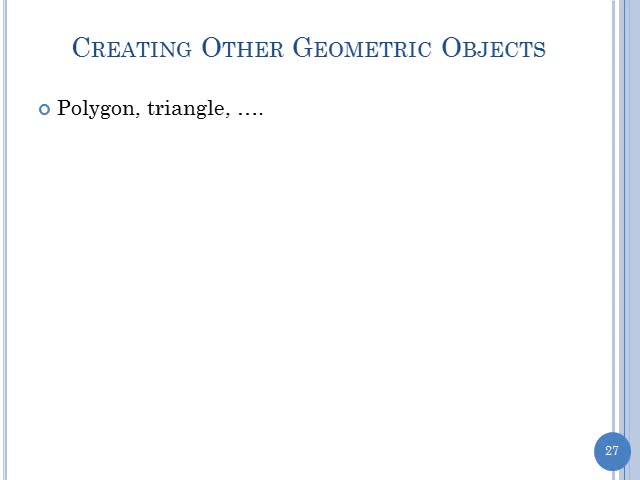 CREATING OTHER GEOMETRIC OBJECTS
Polygon, triangle, ….
27